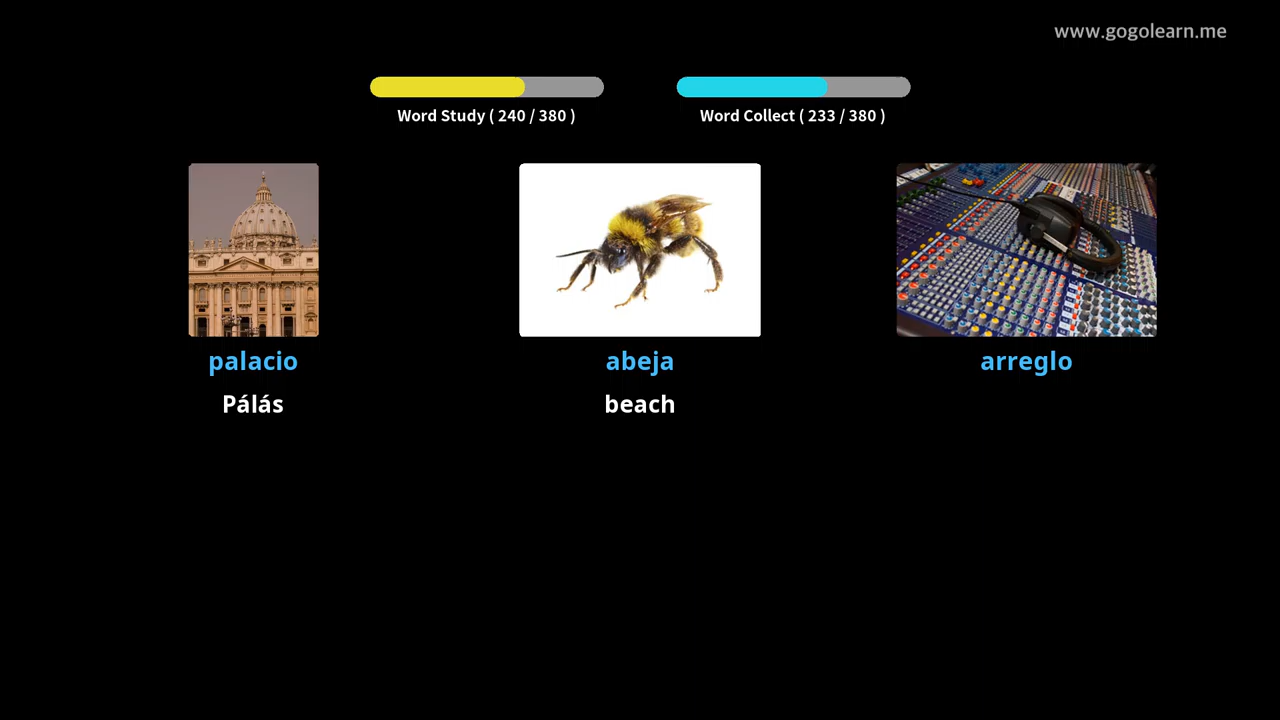 www.gogolearn.me
Word Study ( 240 / 380 )
Word Collect ( 233 / 380 )
palacio
abeja
arreglo
Pálás
beach